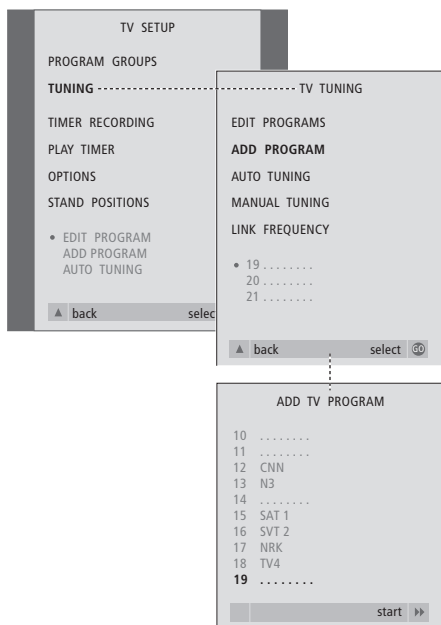 TV SETUP
PROGRAM GROUPS
TUNING
TIMER RECORDING
PLAY TIMER
OPTIONS
STAND POSITIONS
• EDIT PROGRAM
ADD PROGRAM
AUTO TUNING
▲ back selec
TV TUNING
EDIT PROGRAMS
ADD PROGRAM
AUTO TUNING
MANUAL TUNING
LINK FREQUENCY
• 19 . . . . . . . .
20 . . . . . . . .
21 . . . . . . . .
▲ back select GO
ADD TV PROGRAM
10 . . . . . . . .
11 . . . . . . . .
12 CNN
13 N3
14 . . . . . . . .
15 SAT 1
16 SVT 2
17 NRK
18 TV4
19 . . . . . . . .
start ▶▶